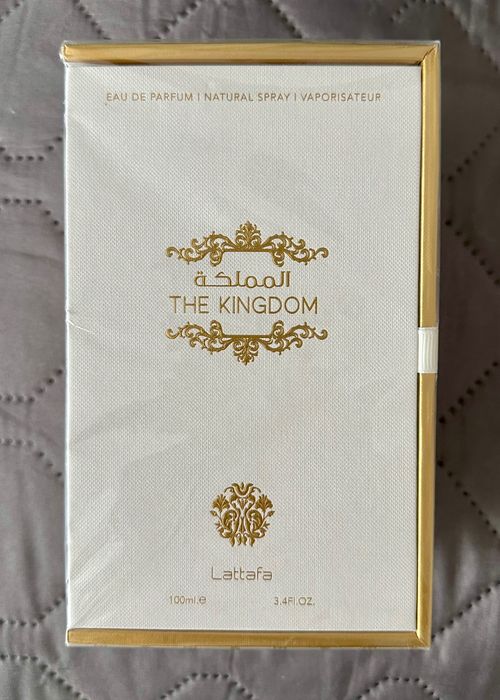 EAU DE PARFUM | NATURAL SPRAY | VAPORISATEUR
المملكة
THE KINGDOM
Lattafa
100ml.e 3.4Fl.OZ.